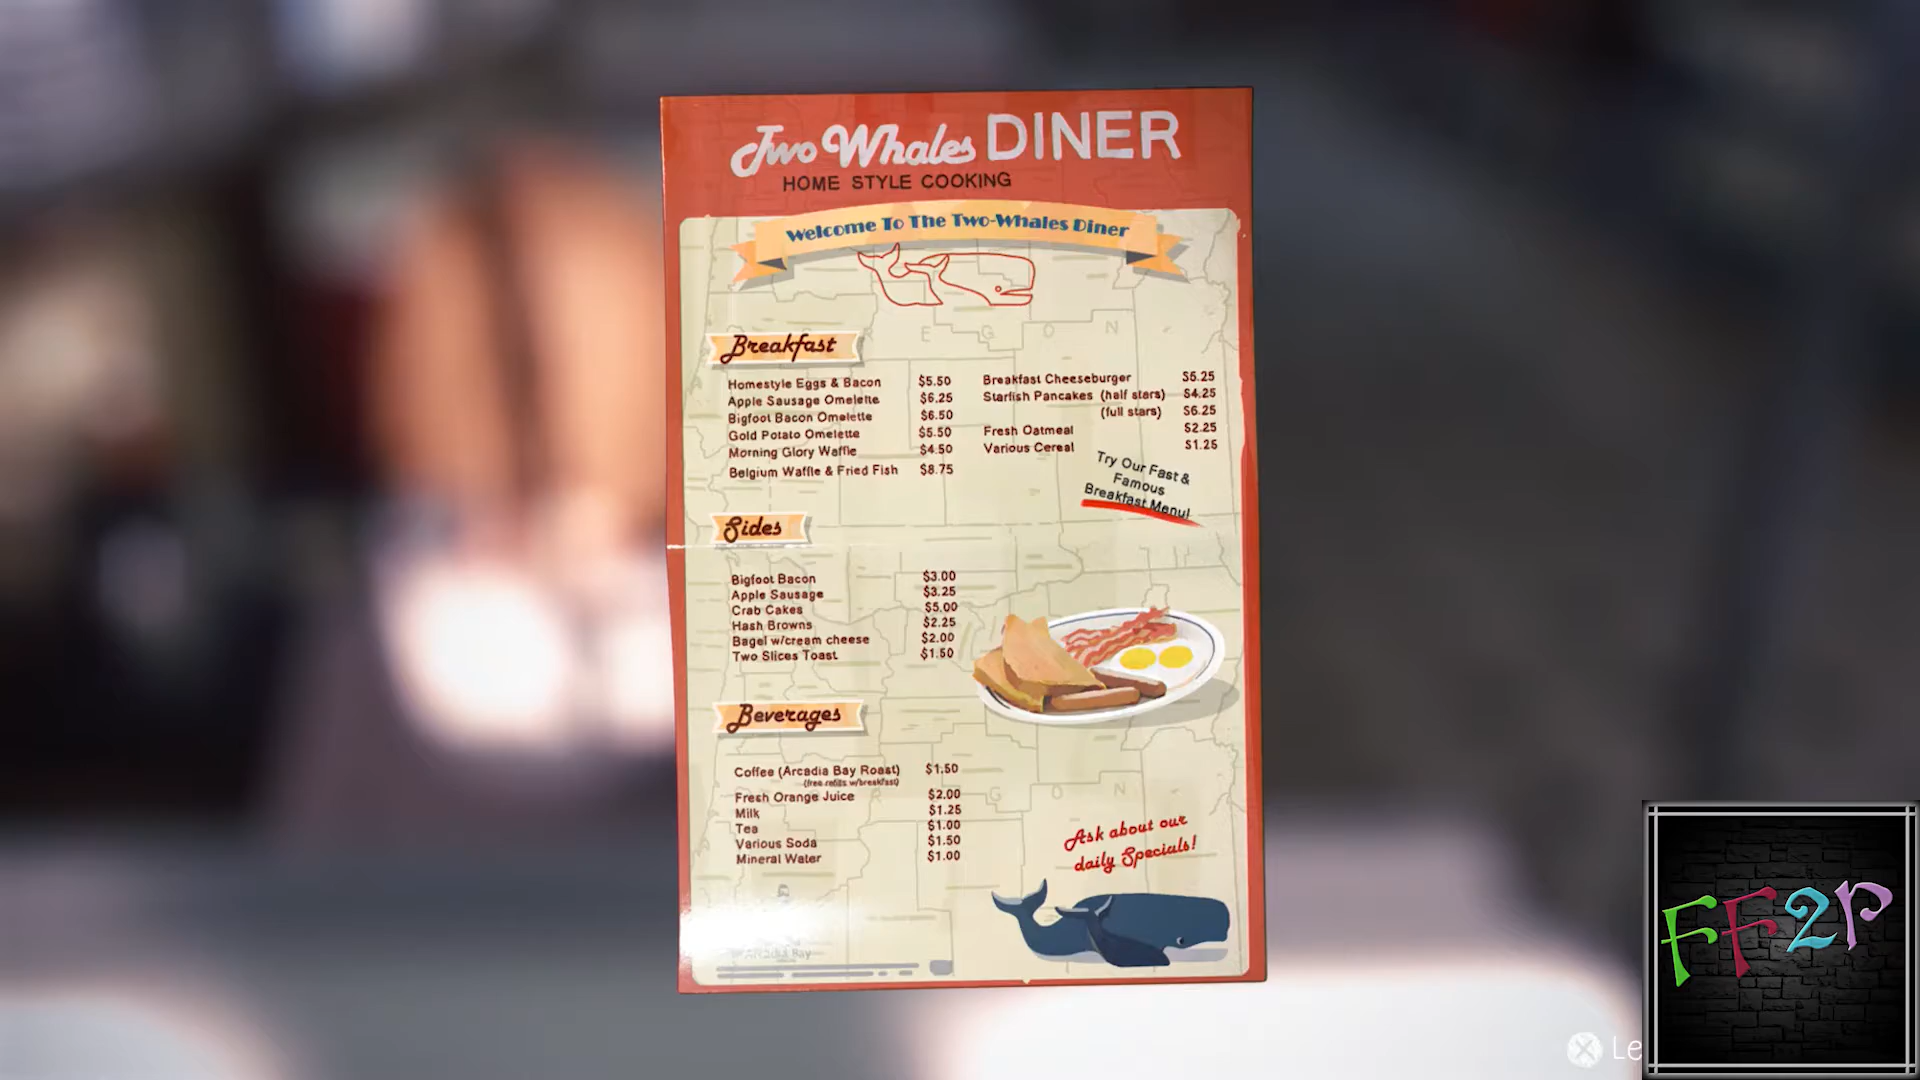 Two Whales DINER
HOME STYLE COOKING
Welcome To The Two-Whales Diner
O R E G O N
Breakfast
Homestyle Eggs & Bacon $5.50
Apple Sausage Omelette $6.25
Bigfoot Bacon Omelette $6.50
Gold Potato Omelette $5.50
Morning Glory Waffle $4.50
Belgium Waffle & Fried Fish $8.75
Breakfast Cheeseburger $5.25
Starfish Pancakes (half stars) $4.25
(full stars) $6.25
Fresh Oatmeal $2.25
Various Cereal $1.25
Try Our Fast &
Famous
Breakfast Menu!
Sides
Bigfoot Bacon $3.00
Apple Sausage $3.25
Crab Cakes $5.00
Hash Browns $2.25
Bagel w/cream cheese $2.00
Two Slices Toast $1.50
Beverages
Coffee (Arcadia Bay Roast) $1.50
(free refills w/breakfast)
Fresh Orange Juice $2.00
Milk $1.25
Tea $1.00
Various Soda $1.50
Mineral Water $1.00
G O N
Ask about our
daily Specials!
Arcadia Bay
FF2P
Le